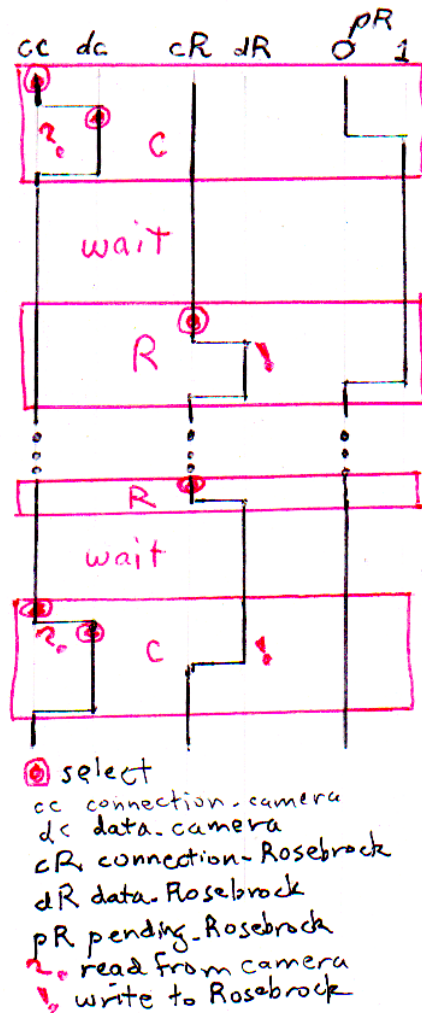 pR
cc dc cR dR 0 1
?. C
wait
R !
R
wait
?. C !
select
cc connection-camera
dc data-camera
cR connection-Rosebrock
dR data-Rosebrock
pR pending-Rosebrock
?. read from camera
! write to Rosebrock